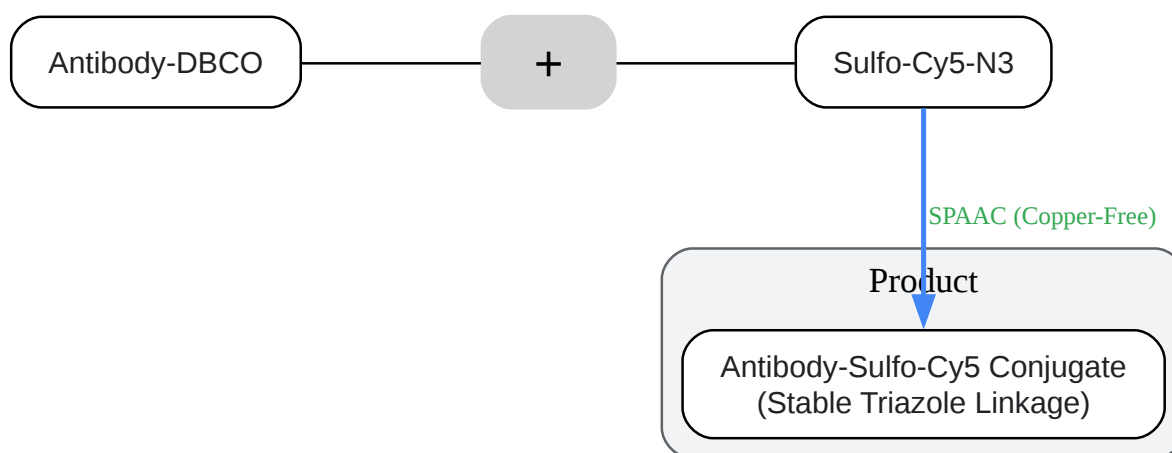 Antibody-DBCO
+
Sulfo-Cy5-N3
SPAAC (Copper-Free)
Product
Antibody-Sulfo-Cy5 Conjugate
(Stable Triazole Linkage)